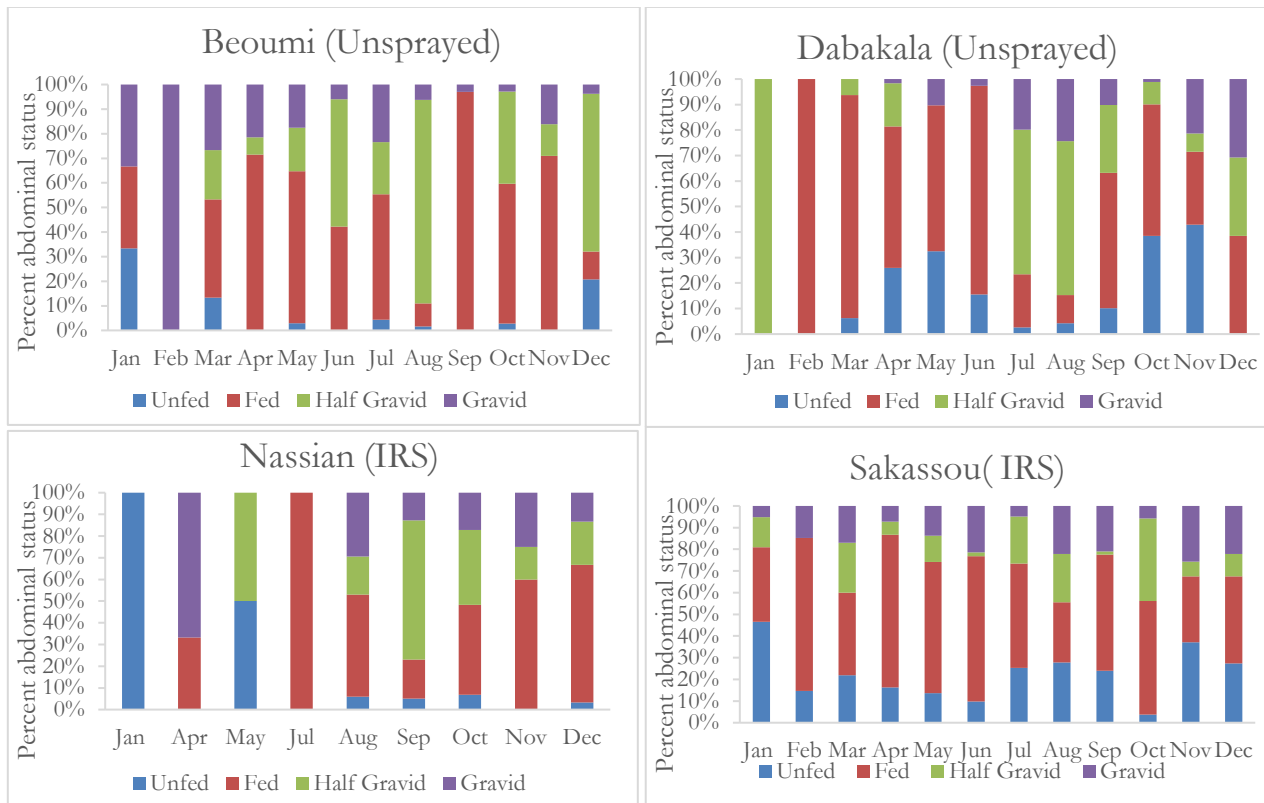 Beoumi (Unsprayed)
Percent abdominal status
100%
90%
80%
70%
60%
50%
40%
30%
20%
10%
0%
Jan Feb Mar Apr May Jun Jul Aug Sep Oct Nov Dec
Unfed Fed Half Gravid Gravid
Dabakala (Unsprayed)
Percent abdominal status
100%
90%
80%
70%
60%
50%
40%
30%
20%
10%
0%
Jan Feb Mar Apr May Jun Jul Aug Sep Oct Nov Dec
Unfed Fed Half Gravid Gravid
Nassian (IRS)
Percent abdominal status
100%
90%
80%
70%
60%
50%
40%
30%
20%
10%
0%
Jan Apr May Jul Aug Sep Oct Nov Dec
Unfed Fed Half Gravid Gravid
Sakassou( IRS)
Percent abdominal status
100%
90%
80%
70%
60%
50%
40%
30%
20%
10%
0%
Jan Feb Mar Apr May Jun Jul Aug Sep Oct Nov Dec
Unfed Fed Half Gravid Gravid